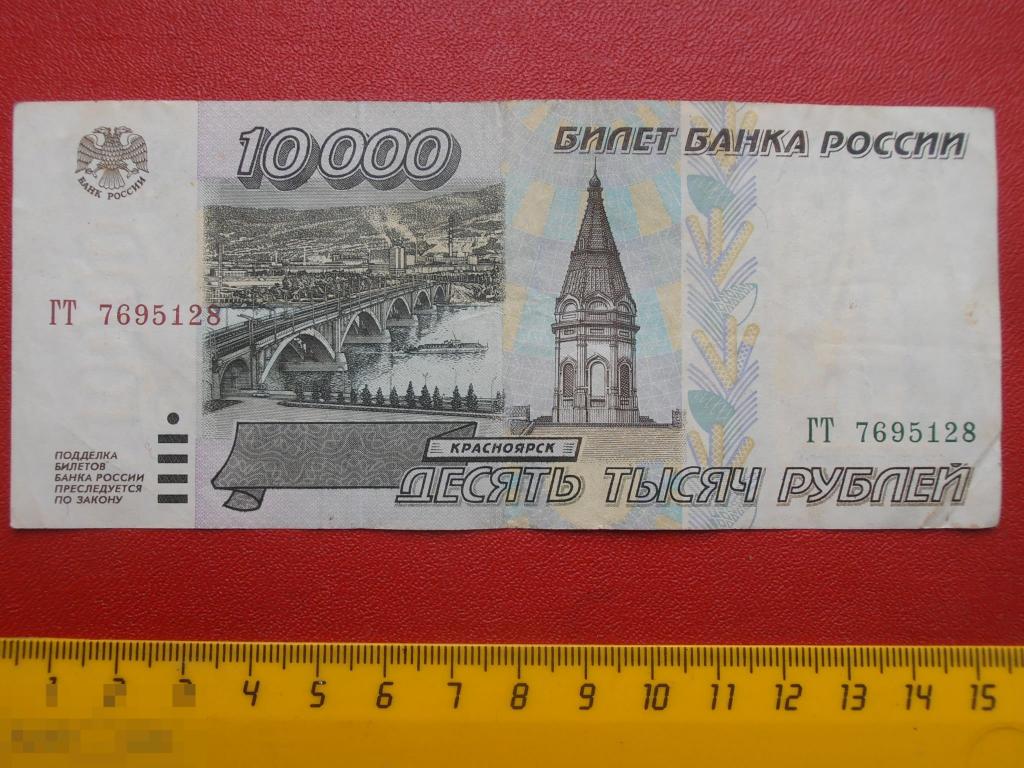 10 000
БИЛЕТ БАНКА РОССИИ
БАНК РОССИИ
ГТ 7695128
ГТ 7695128
КРАСНОЯРСК
ПОДДЕЛКА
БИЛЕТОВ
БАНКА РОССИИ
ПРЕСЛЕДУЕТСЯ
ПО ЗАКОНУ
ДЕСЯТЬ ТЫСЯЧ РУБЛЕЙ
1 2 3 4 5 6 7 8 9 10 11 12 13 14 15